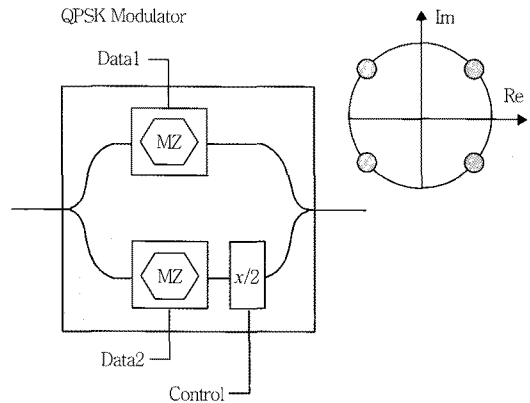 QPSK Modulator
Im
Data1
Re
MZ
MZ
x/2
Data2
Control